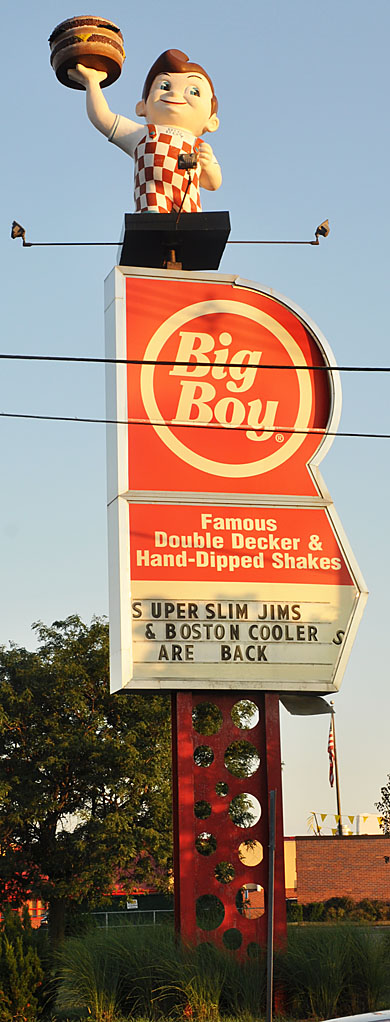 Big
Boy
®
Famous
Double Decker &
Hand-Dipped Shakes
SUPER SLIM JIMS
& BOSTON COOLERS
ARE BACK